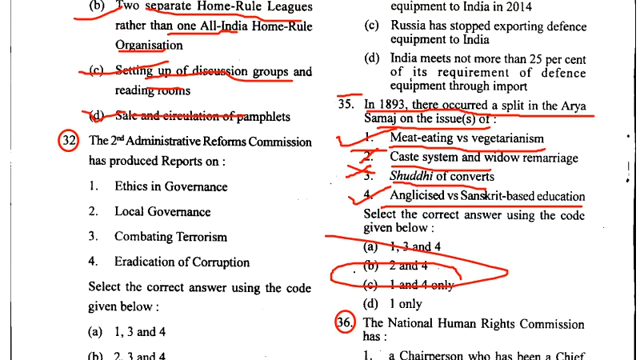 (b) Two separate Home-Rule Leagues
rather than one All-India Home-Rule
Organisation
(c) Setting up of discussion groups and
reading rooms
(d) Sale and circulation of pamphlets
32 The 2nd Administrative Reforms Commission
has produced Reports on :
1. Ethics in Governance
2. Local Governance
3. Combating Terrorism
4. Eradication of Corruption
Select the correct answer using the code
given below :
(a) 1, 3 and 4
(b) 2, 3 and 4
equipment to India in 2014
(c) Russia has stopped exporting defence
equipment to India
(d) India meets not more than 25 per cent
of its requirement of defence
equipment through import
35. In 1893, there occurred a split in the Arya
Samaj on the issue(s) of :
1. Meat-eating vs vegetarianism
2. Caste system and widow remarriage
3. Shuddhi of converts
4. Anglicised vs Sanskrit-based education
Select the correct answer using the code
given below :
(a) 1, 3 and 4
(b) 2 and 4
(c) 1 and 4 only
(d) 1 only
36. The National Human Rights Commission
has :
1. a Chairperson who has been a Chief